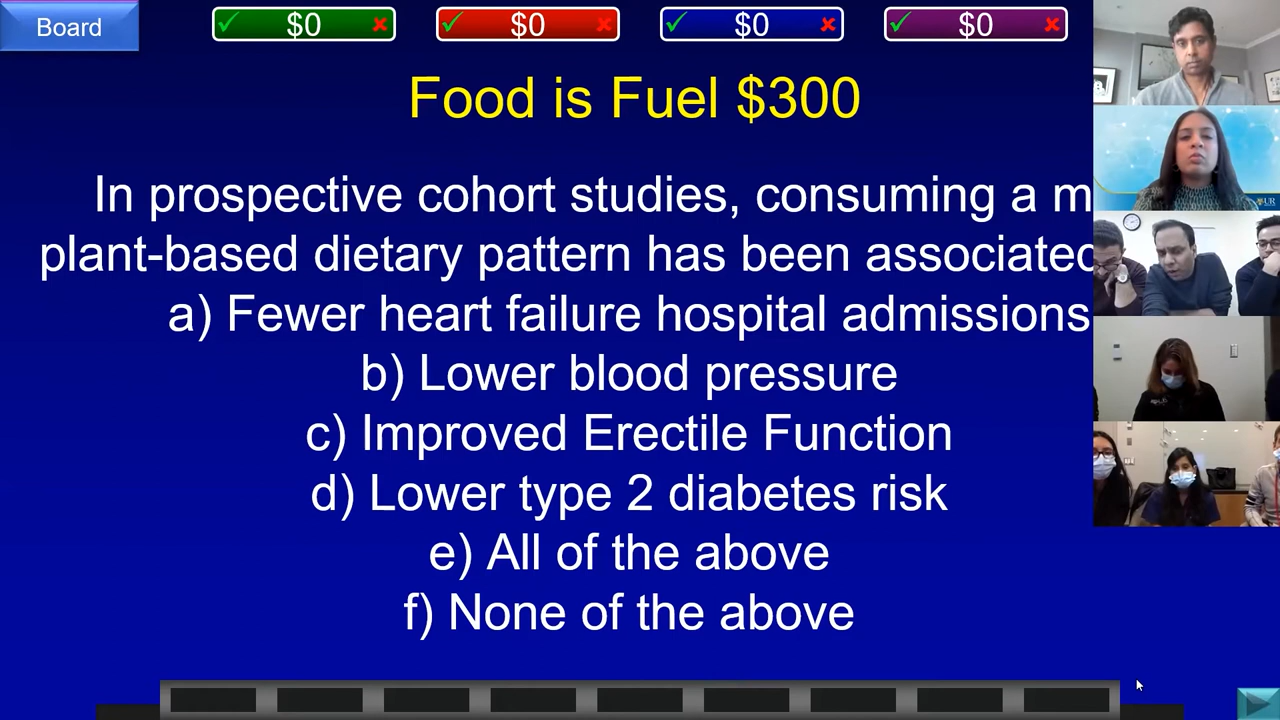 Board
$0
$0
$0
$0
Food is Fuel $300
In prospective cohort studies, consuming a
plant-based dietary pattern has been associated
a) Fewer heart failure hospital admissions
b) Lower blood pressure
c) Improved Erectile Function
d) Lower type 2 diabetes risk
e) All of the above
f) None of the above
UR